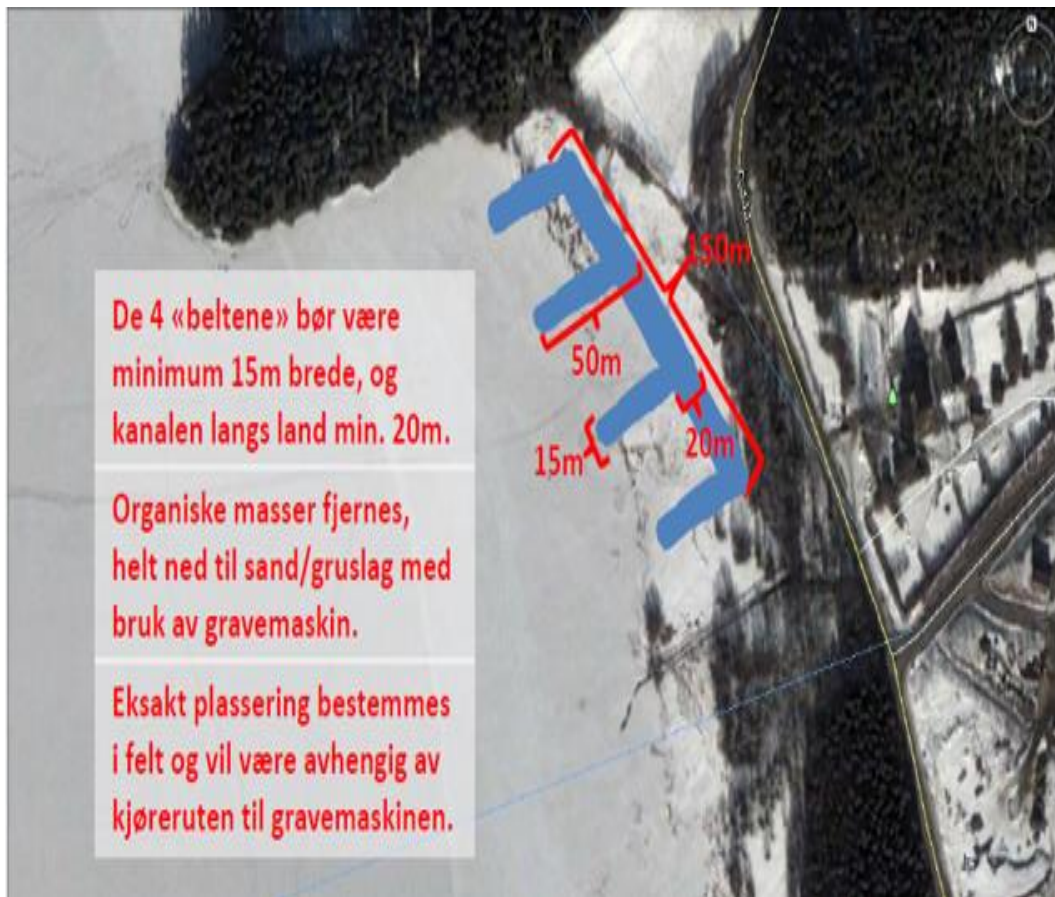 N
150m
50m
20m
15m
De 4 «beltene» bør være
minimum 15m brede, og
kanalen langs land min. 20m.
Organiske masser fjernes,
helt ned til sand/gruslag med
bruk av gravemaskin.
Eksakt plassering bestemmes
i felt og vil være avhengig av
kjøreruten til gravemaskinen.